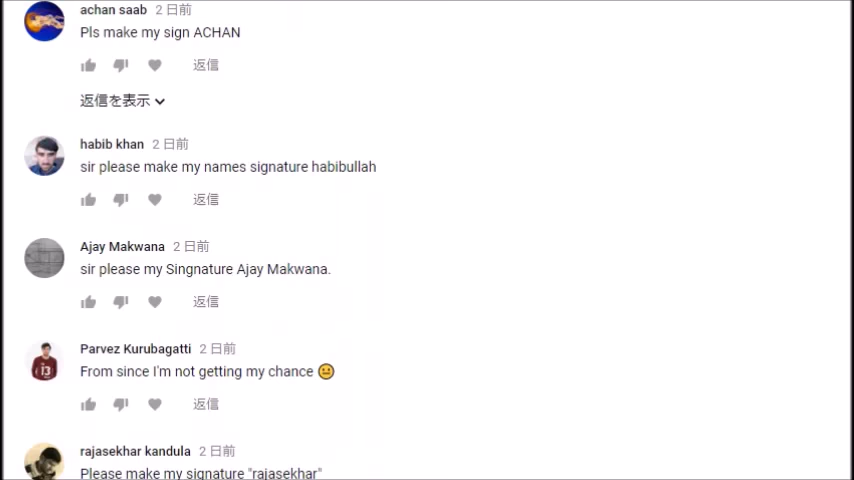 achan saab 2 日前
Pls make my sign ACHAN
返信
返信を表示
habib khan 2 日前
sir please make my names signature habibullah
返信
Ajay Makwana 2 日前
sir please my Singnature Ajay Makwana.
返信
Parvez Kurubagatti 2 日前
From since I'm not getting my chance 😐
返信
rajasekhar kandula 2 日前
Please make my signature "rajasekhar"